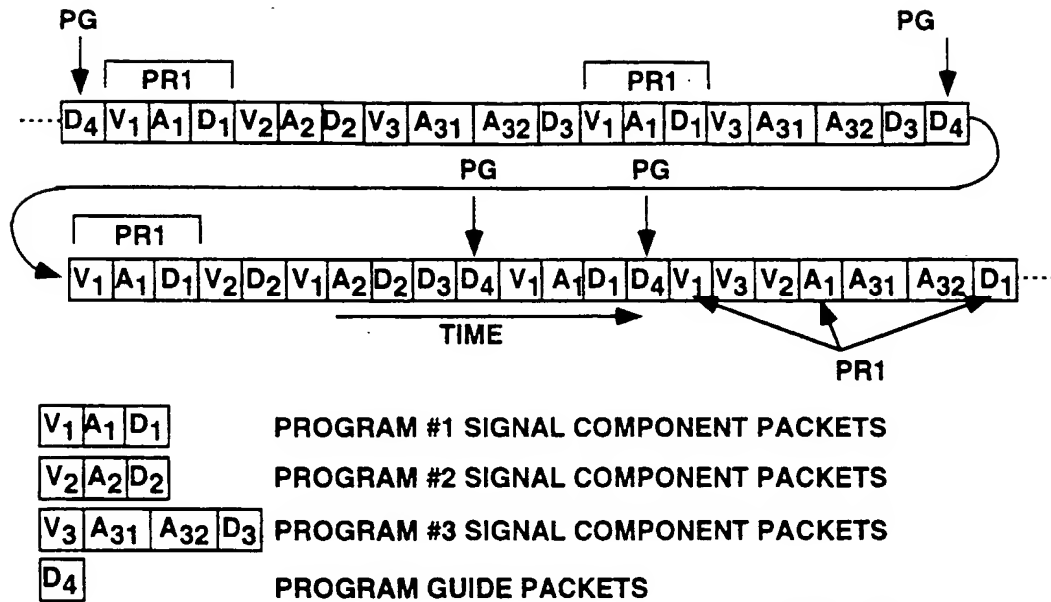 PG PG
PR1 PR1
D4 V1 A1 D1 V2 A2 D2 V3 A31 A32 D3 V1 A1 D1 V3 A31 A32 D3 D4
PG PG
PR1
V1 A1 D1 V2 D2 V1 A2 D2 D3 D4 V1 A1 D1 D4 V1 V3 V2 A1 A31 A32 D1
TIME
PR1
V1 A1 D1 PROGRAM #1 SIGNAL COMPONENT PACKETS
V2 A2 D2 PROGRAM #2 SIGNAL COMPONENT PACKETS
V3 A31 A32 D3 PROGRAM #3 SIGNAL COMPONENT PACKETS
D4 PROGRAM GUIDE PACKETS